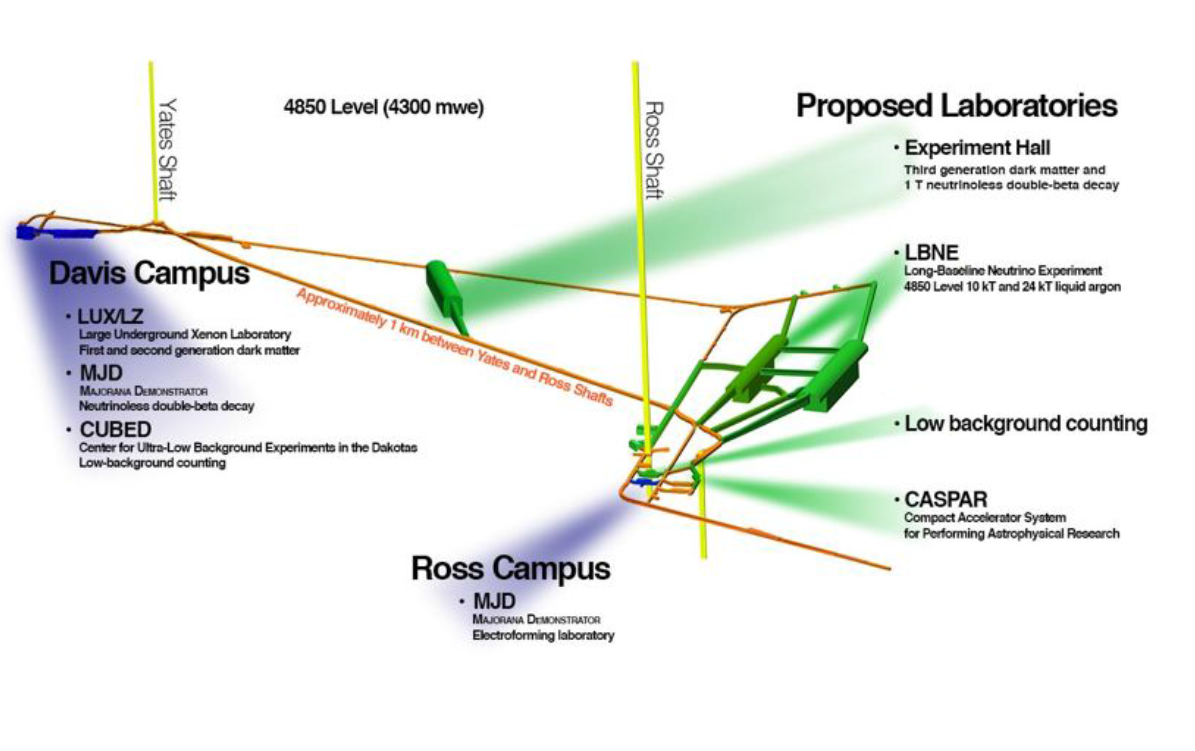 4850 Level (4300 mwe)
Yates Shaft
Ross Shaft
Proposed Laboratories
• Experiment Hall
Third generation dark matter and
1 T neutrinoless double-beta decay
• LBNE
Long-Baseline Neutrino Experiment
4850 Level 10 kT and 24 kT liquid argon
Davis Campus
• LUX/LZ
Large Underground Xenon Laboratory
First and second generation dark matter
• MJD
Majorana Demonstrator
Neutrinoless double-beta decay
• CUBED
Center for Ultra-Low Background Experiments in the Dakotas
Low-background counting
Approximately 1 km between Yates and Ross Shafts
• Low background counting
• CASPAR
Compact Accelerator System
for Performing Astrophysical Research
Ross Campus
• MJD
Majorana Demonstrator
Electroforming laboratory